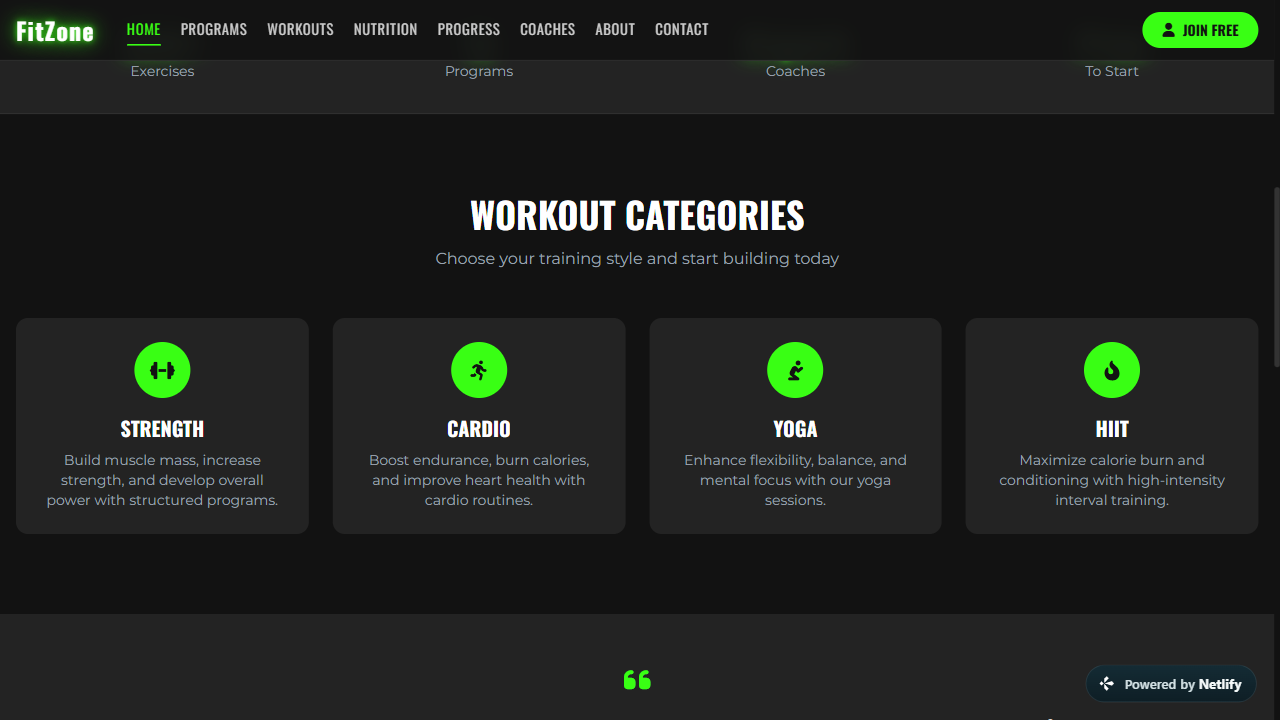 FitZone
HOME PROGRAMS WORKOUTS NUTRITION PROGRESS COACHES ABOUT CONTACT
JOIN FREE
Exercises
Programs
Coaches
To Start
WORKOUT CATEGORIES
Choose your training style and start building today
STRENGTH
Build muscle mass, increase
strength, and develop overall
power with structured programs.
CARDIO
Boost endurance, burn calories,
and improve heart health with
cardio routines.
YOGA
Enhance flexibility, balance, and
mental focus with our yoga
sessions.
HIIT
Maximize calorie burn and
conditioning with high-intensity
interval training.
Powered by Netlify